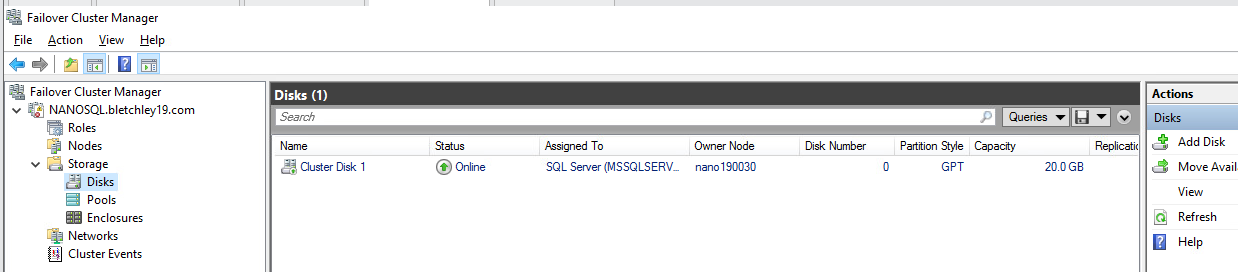 Failover Cluster Manager
File Action View Help
Failover Cluster Manager
NANOSQL.bletchley19.com
Roles
Nodes
Storage
Disks
Pools
Enclosures
Networks
Cluster Events
Disks (1)
Search Queries
Name Status Assigned To Owner Node Disk Number Partition Style Capacity Replicatio
Cluster Disk 1 Online SQL Server (MSSQLSERV... nano190030 0 GPT 20.0 GB
Actions
Disks
Add Disk
Move Avai
View
Refresh
Help